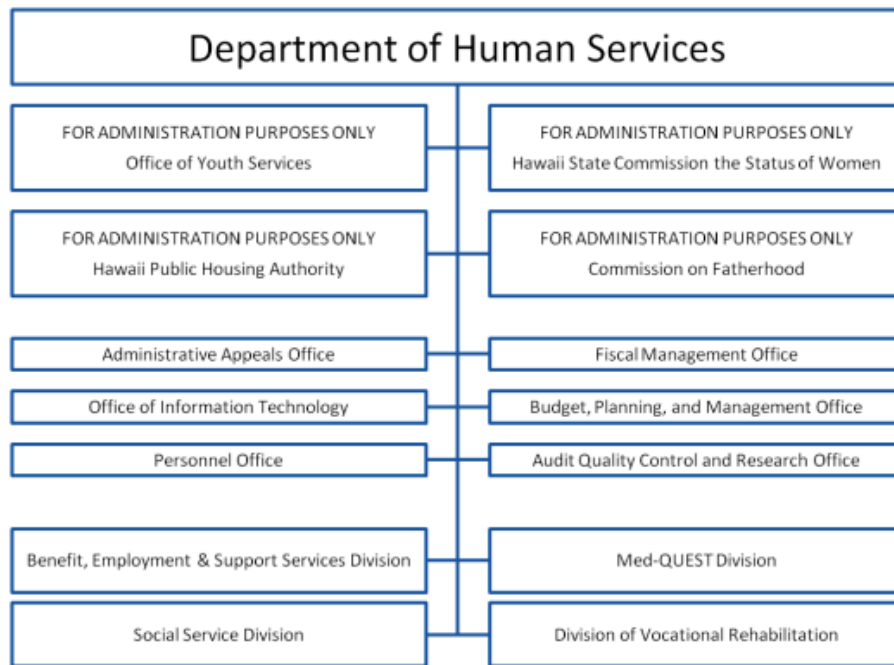 Department of Human Services
FOR ADMINISTRATION PURPOSES ONLY
Office of Youth Services
FOR ADMINISTRATION PURPOSES ONLY
Hawaii State Commission the Status of Women
FOR ADMINISTRATION PURPOSES ONLY
Hawaii Public Housing Authority
FOR ADMINISTRATION PURPOSES ONLY
Commission on Fatherhood
Administrative Appeals Office
Fiscal Management Office
Office of Information Technology
Budget, Planning, and Management Office
Personnel Office
Audit Quality Control and Research Office
Benefit, Employment & Support Services Division
Med-QUEST Division
Social Service Division
Division of Vocational Rehabilitation